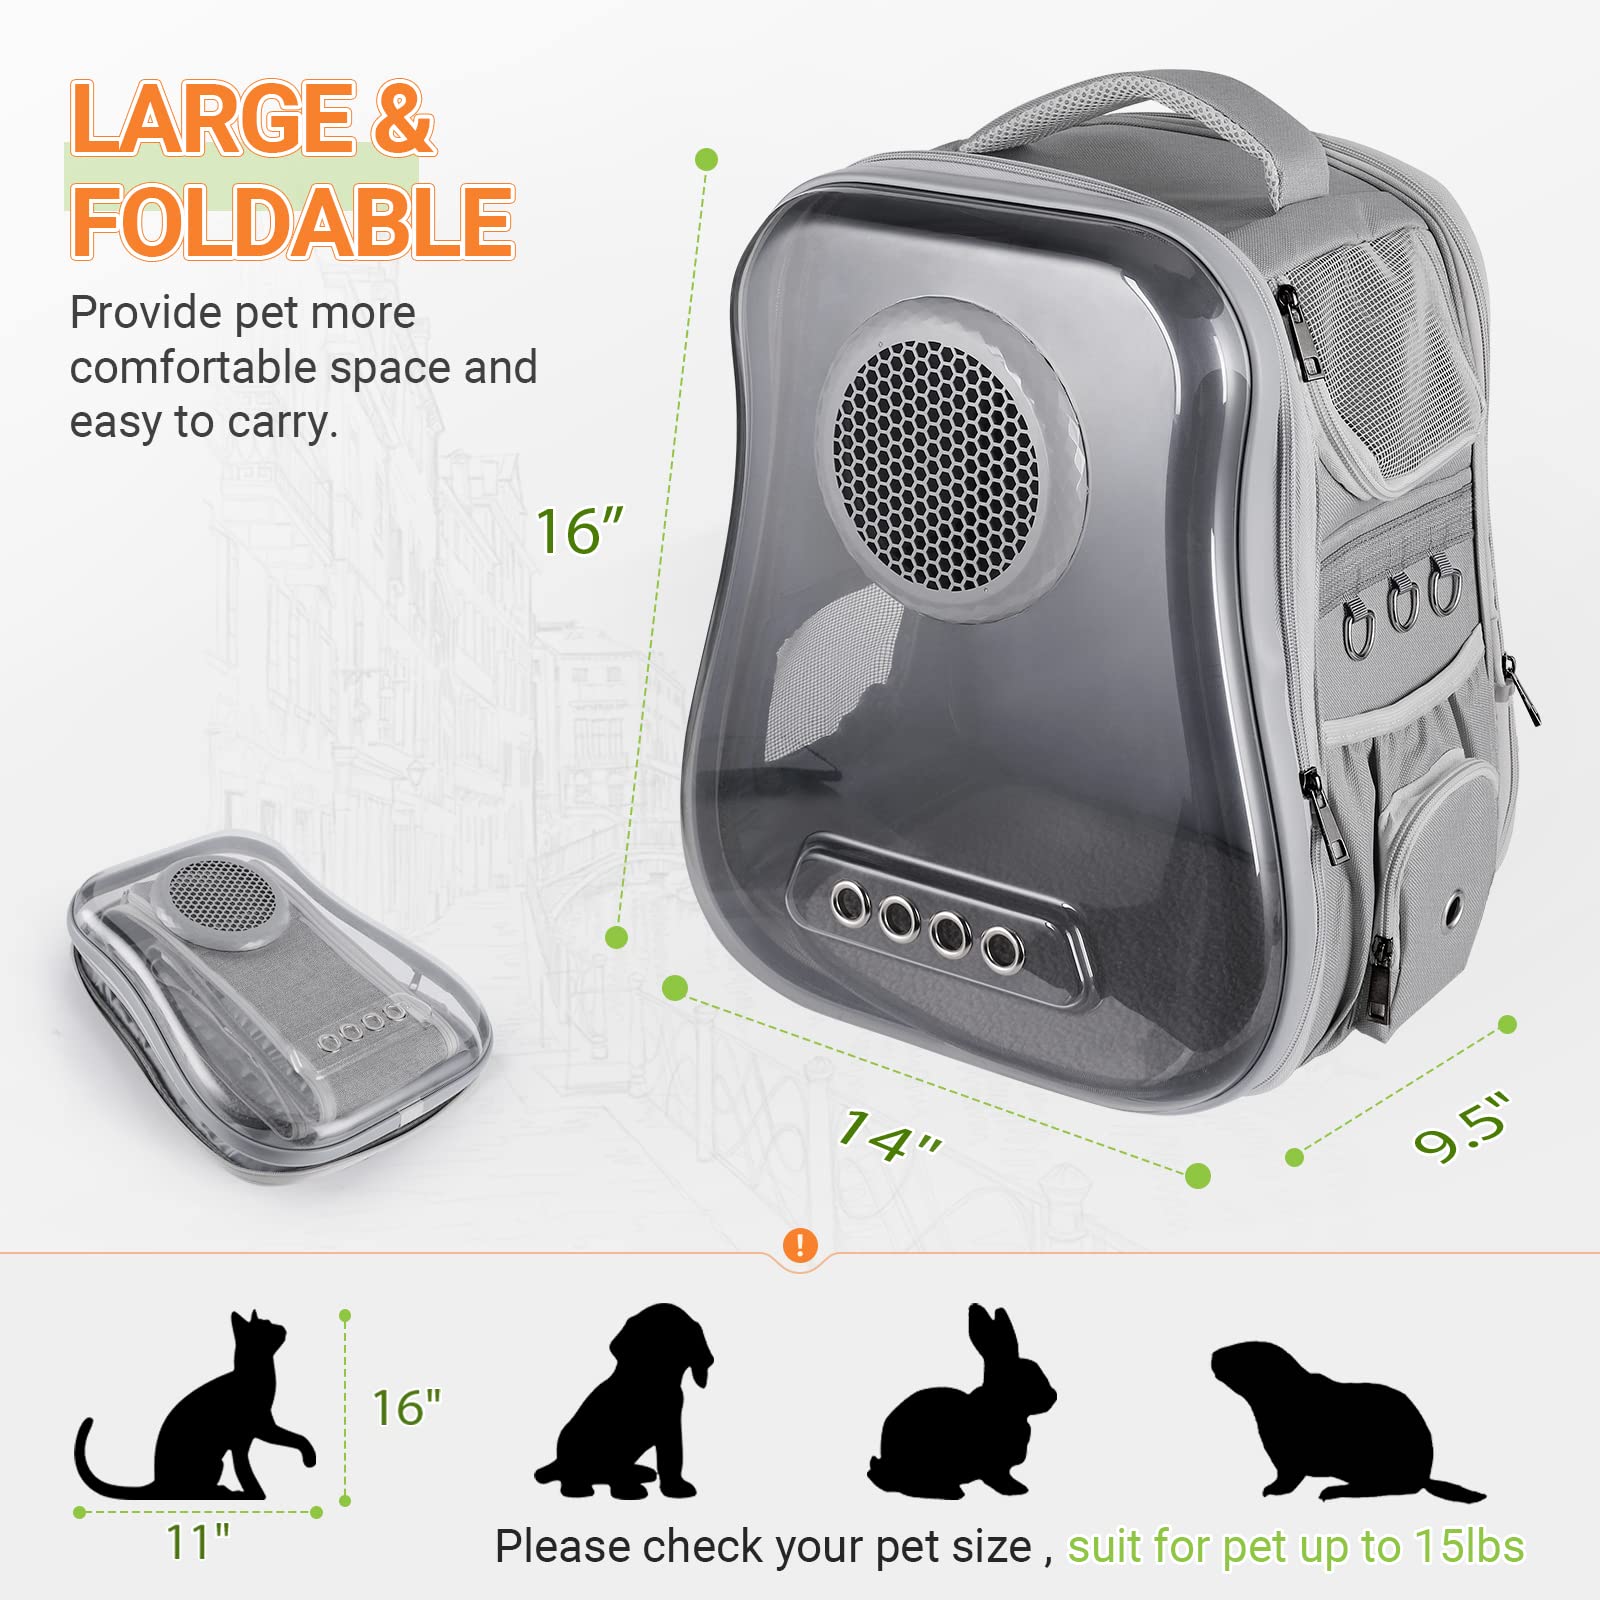 LARGE &
FOLDABLE
Provide pet more
comfortable space and
easy to carry.
16”
14"
9.5"
!
16"
11"
Please check your pet size , suit for pet up to 15lbs